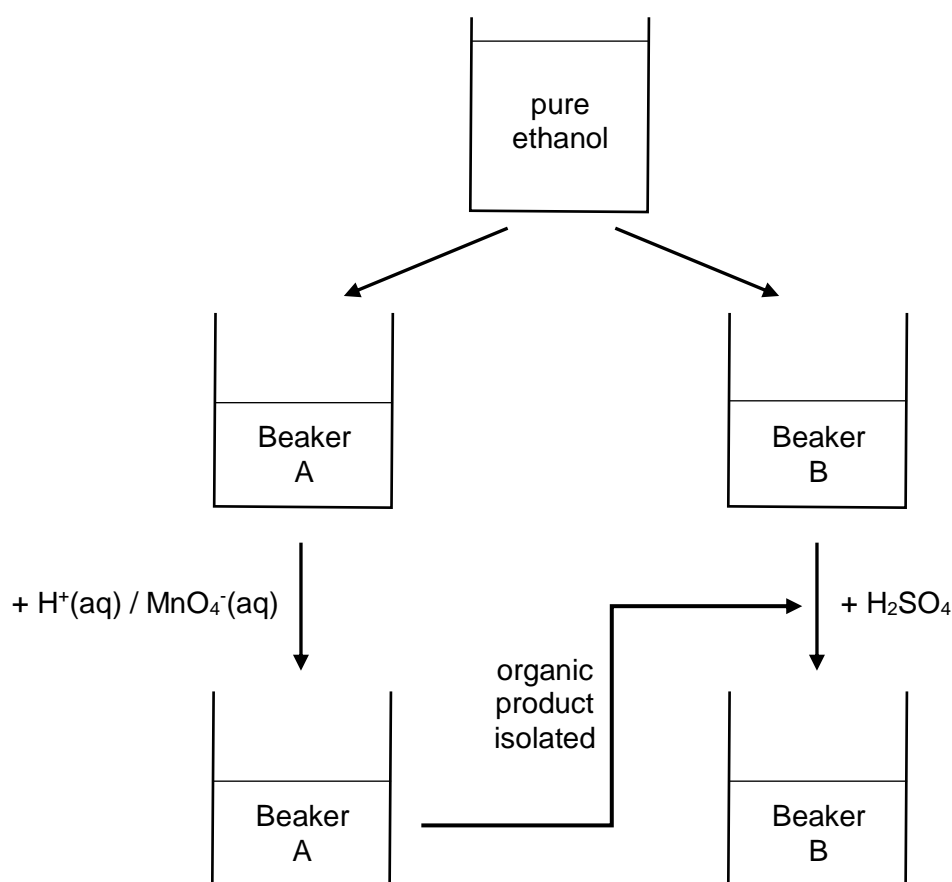 pure
ethanol
Beaker
A
Beaker
B
+ H⁺(aq) / MnO₄⁻(aq)
+ H₂SO₄
organic
product
isolated
Beaker
A
Beaker
B